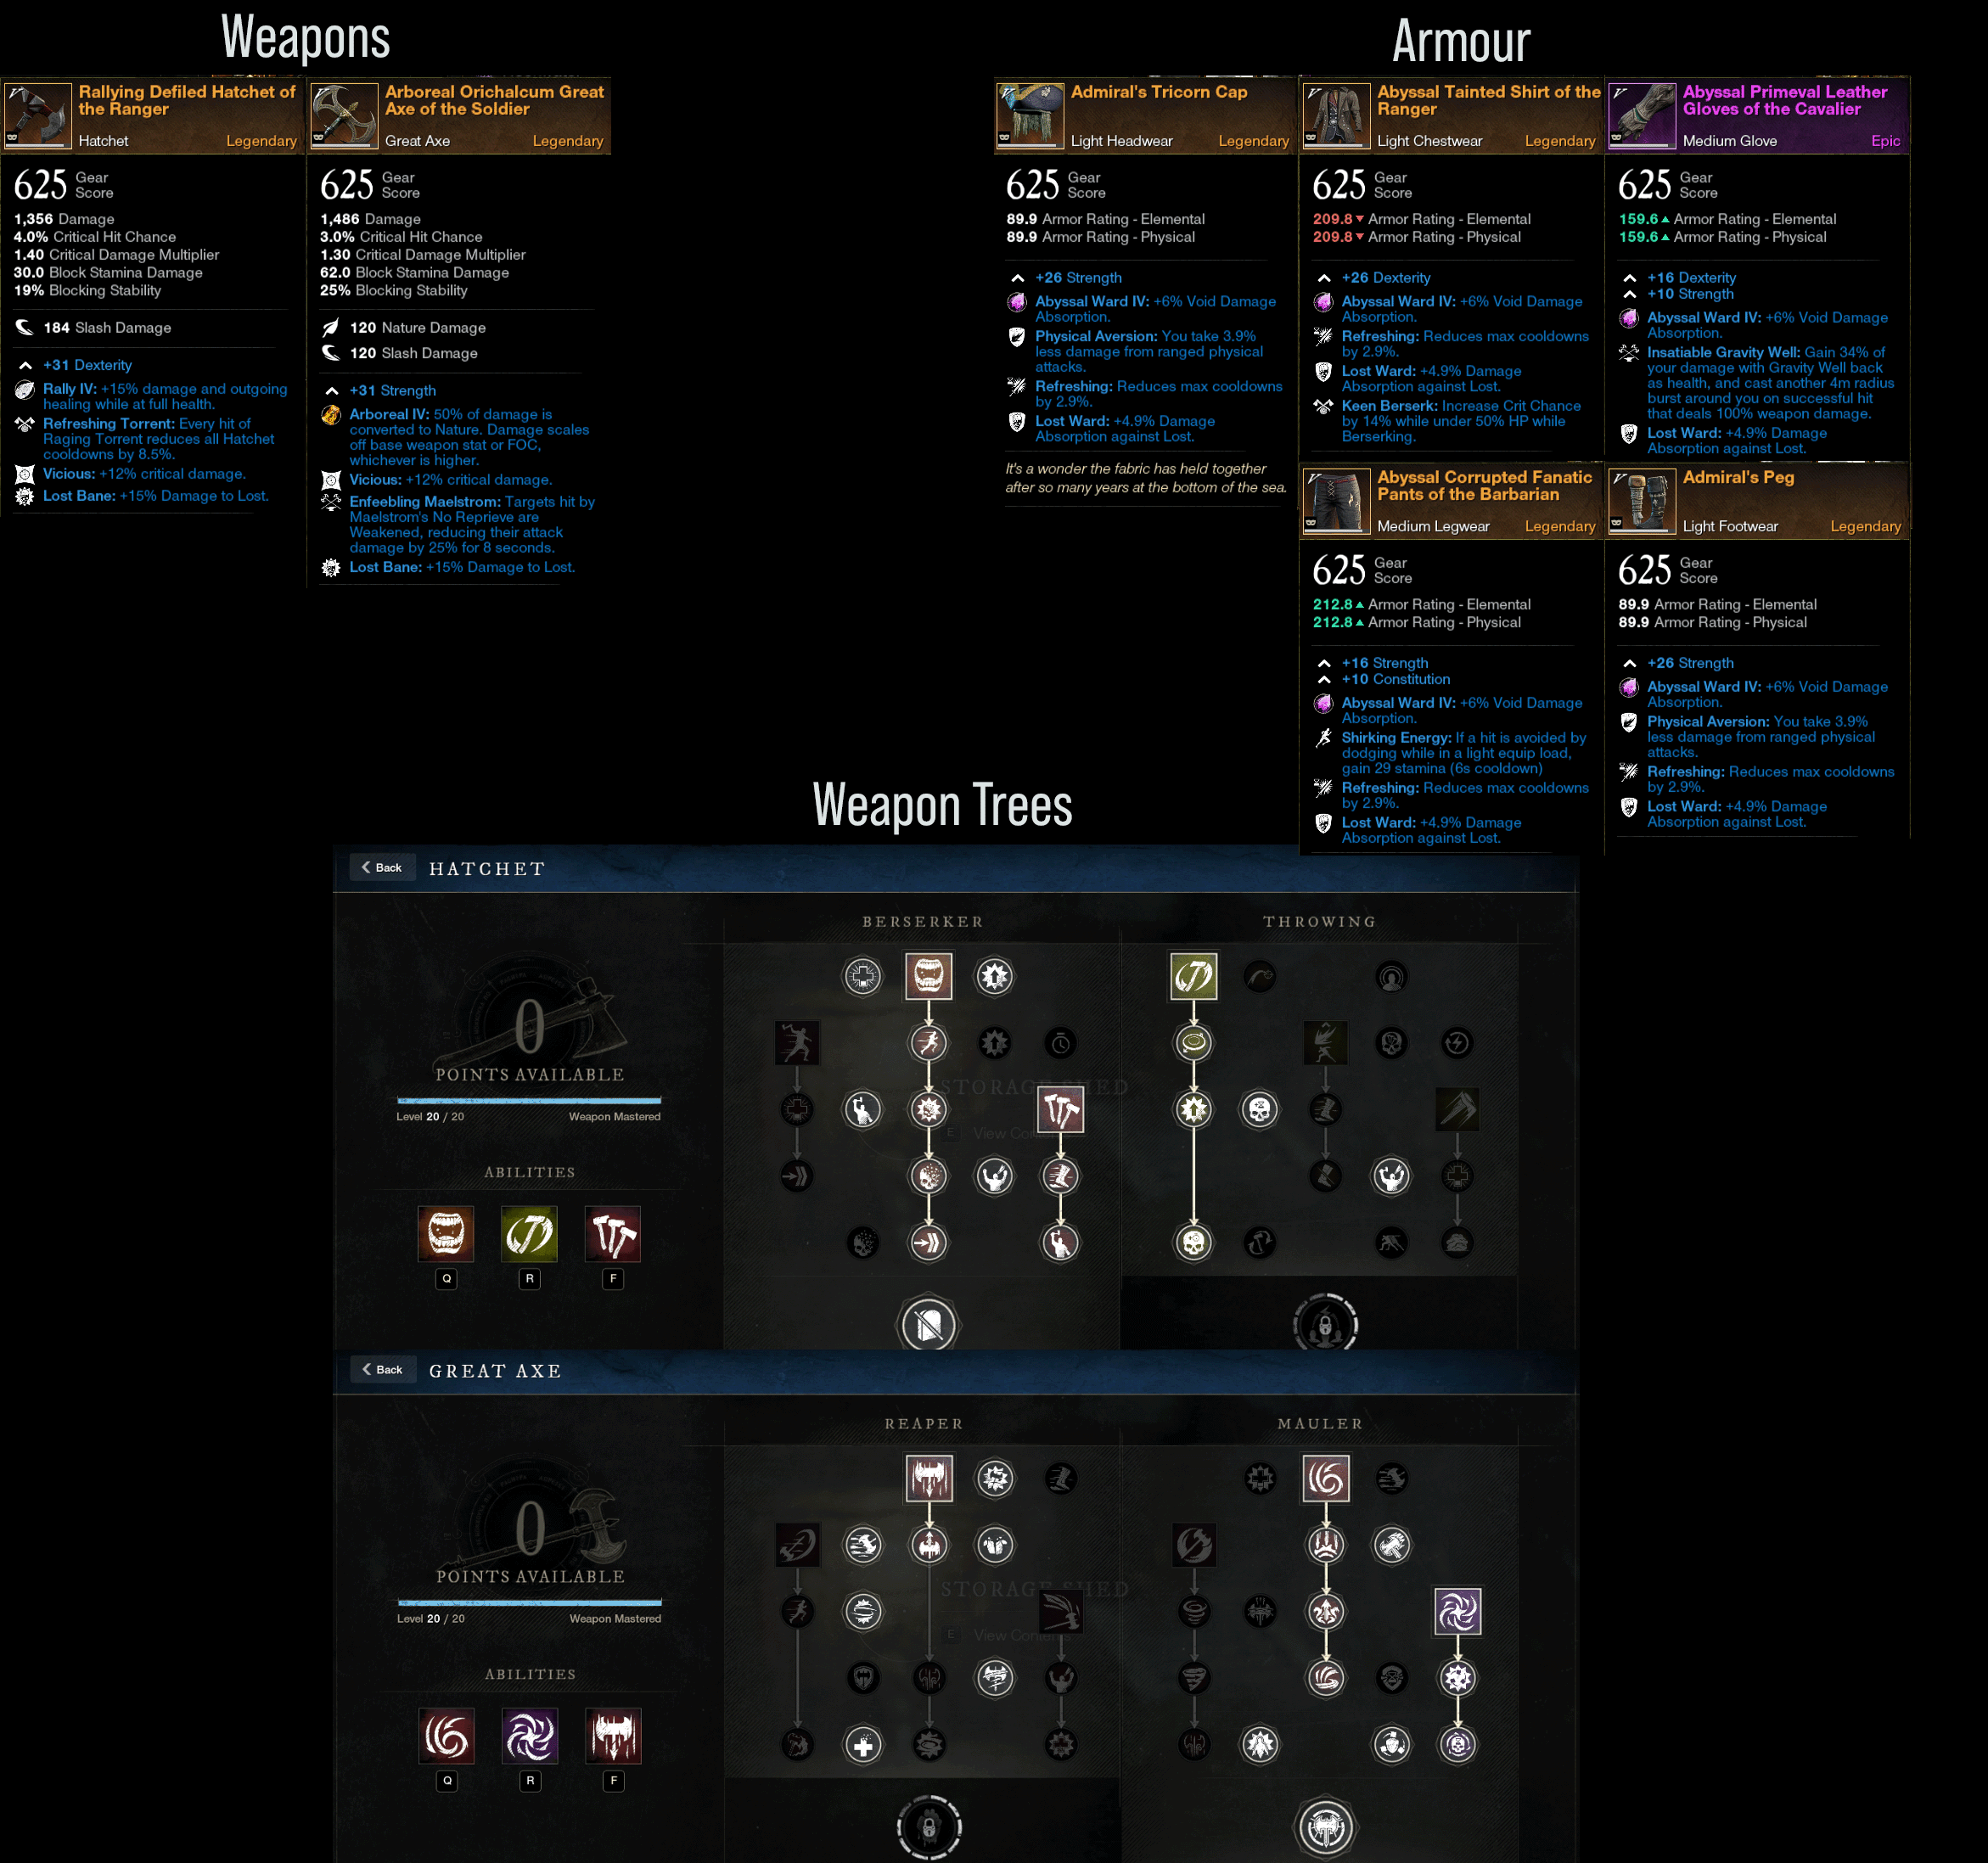 Weapons
Rallying Defiled Hatchet of
the Ranger
Hatchet
Legendary
625 Gear
Score
1,356 Damage
4.0% Critical Hit Chance
1.40 Critical Damage Multiplier
30.0 Block Stamina Damage
19% Blocking Stability
184 Slash Damage
+31 Dexterity
Rally IV: +15% damage and outgoing
healing while at full health.
Refreshing Torrent: Every hit of
Raging Torrent reduces all Hatchet
cooldowns by 8.5%.
Vicious: +12% critical damage.
Lost Bane: +15% Damage to Lost.
Arboreal Orichalcum Great
Axe of the Soldier
Great Axe
Legendary
625 Gear
Score
1,486 Damage
3.0% Critical Hit Chance
1.30 Critical Damage Multiplier
62.0 Block Stamina Damage
25% Blocking Stability
120 Nature Damage
120 Slash Damage
+31 Strength
Arboreal IV: 50% of damage is
converted to Nature. Damage scales
off base weapon stat or FOC,
whichever is higher.
Vicious: +12% critical damage.
Enfeebling Maelstrom: Targets hit by
Maelstrom's No Reprieve are
Weakened, reducing their attack
damage by 25% for 8 seconds.
Lost Bane: +15% Damage to Lost.
Armour
Admiral's Tricorn Cap
Light Headwear
Legendary
625 Gear
Score
89.9 Armor Rating - Elemental
89.9 Armor Rating - Physical
+26 Strength
Abyssal Ward IV: +6% Void Damage
Absorption.
Physical Aversion: You take 3.9%
less damage from ranged physical
attacks.
Refreshing: Reduces max cooldowns
by 2.9%.
Lost Ward: +4.9% Damage
Absorption against Lost.
It's a wonder the fabric has held together
after so many years at the bottom of the sea.
Abyssal Tainted Shirt of the
Ranger
Light Chestwear
Legendary
625 Gear
Score
209.8 Armor Rating - Elemental
209.8 Armor Rating - Physical
+26 Dexterity
Abyssal Ward IV: +6% Void Damage
Absorption.
Refreshing: Reduces max cooldowns
by 2.9%.
Lost Ward: +4.9% Damage
Absorption against Lost.
Keen Berserk: Increase Crit Chance
by 14% while under 50% HP while
Berserking.
Abyssal Primeval Leather
Gloves of the Cavalier
Medium Glove
Epic
625 Gear
Score
159.6 Armor Rating - Elemental
159.6 Armor Rating - Physical
+16 Dexterity
+10 Strength
Abyssal Ward IV: +6% Void Damage
Absorption.
Insatiable Gravity Well: Gain 34% of
your damage with Gravity Well back
as health, and cast another 4m radius
burst around you on successful hit
that deals 100% weapon damage.
Lost Ward: +4.9% Damage
Absorption against Lost.
Abyssal Corrupted Fanatic
Pants of the Barbarian
Medium Legwear
Legendary
625 Gear
Score
212.8 Armor Rating - Elemental
212.8 Armor Rating - Physical
+16 Strength
+10 Constitution
Abyssal Ward IV: +6% Void Damage
Absorption.
Shirking Energy: If a hit is avoided by
dodging while in a light equip load,
gain 29 stamina (6s cooldown)
Refreshing: Reduces max cooldowns
by 2.9%.
Lost Ward: +4.9% Damage
Absorption against Lost.
Admiral's Peg
Light Footwear
Legendary
625 Gear
Score
89.9 Armor Rating - Elemental
89.9 Armor Rating - Physical
+26 Strength
Abyssal Ward IV: +6% Void Damage
Absorption.
Physical Aversion: You take 3.9%
less damage from ranged physical
attacks.
Refreshing: Reduces max cooldowns
by 2.9%.
Lost Ward: +4.9% Damage
Absorption against Lost.
Weapon Trees
Back
HATCHET
0
POINTS AVAILABLE
Level 20 / 20
Weapon Mastered
ABILITIES
Q
R
F
BERSERKER
THROWING
STORAGE SHED
E View
Back
GREAT AXE
0
POINTS AVAILABLE
Level 20 / 20
Weapon Mastered
ABILITIES
Q
R
F
REAPER
MAULER
STORAGE SHED
E View